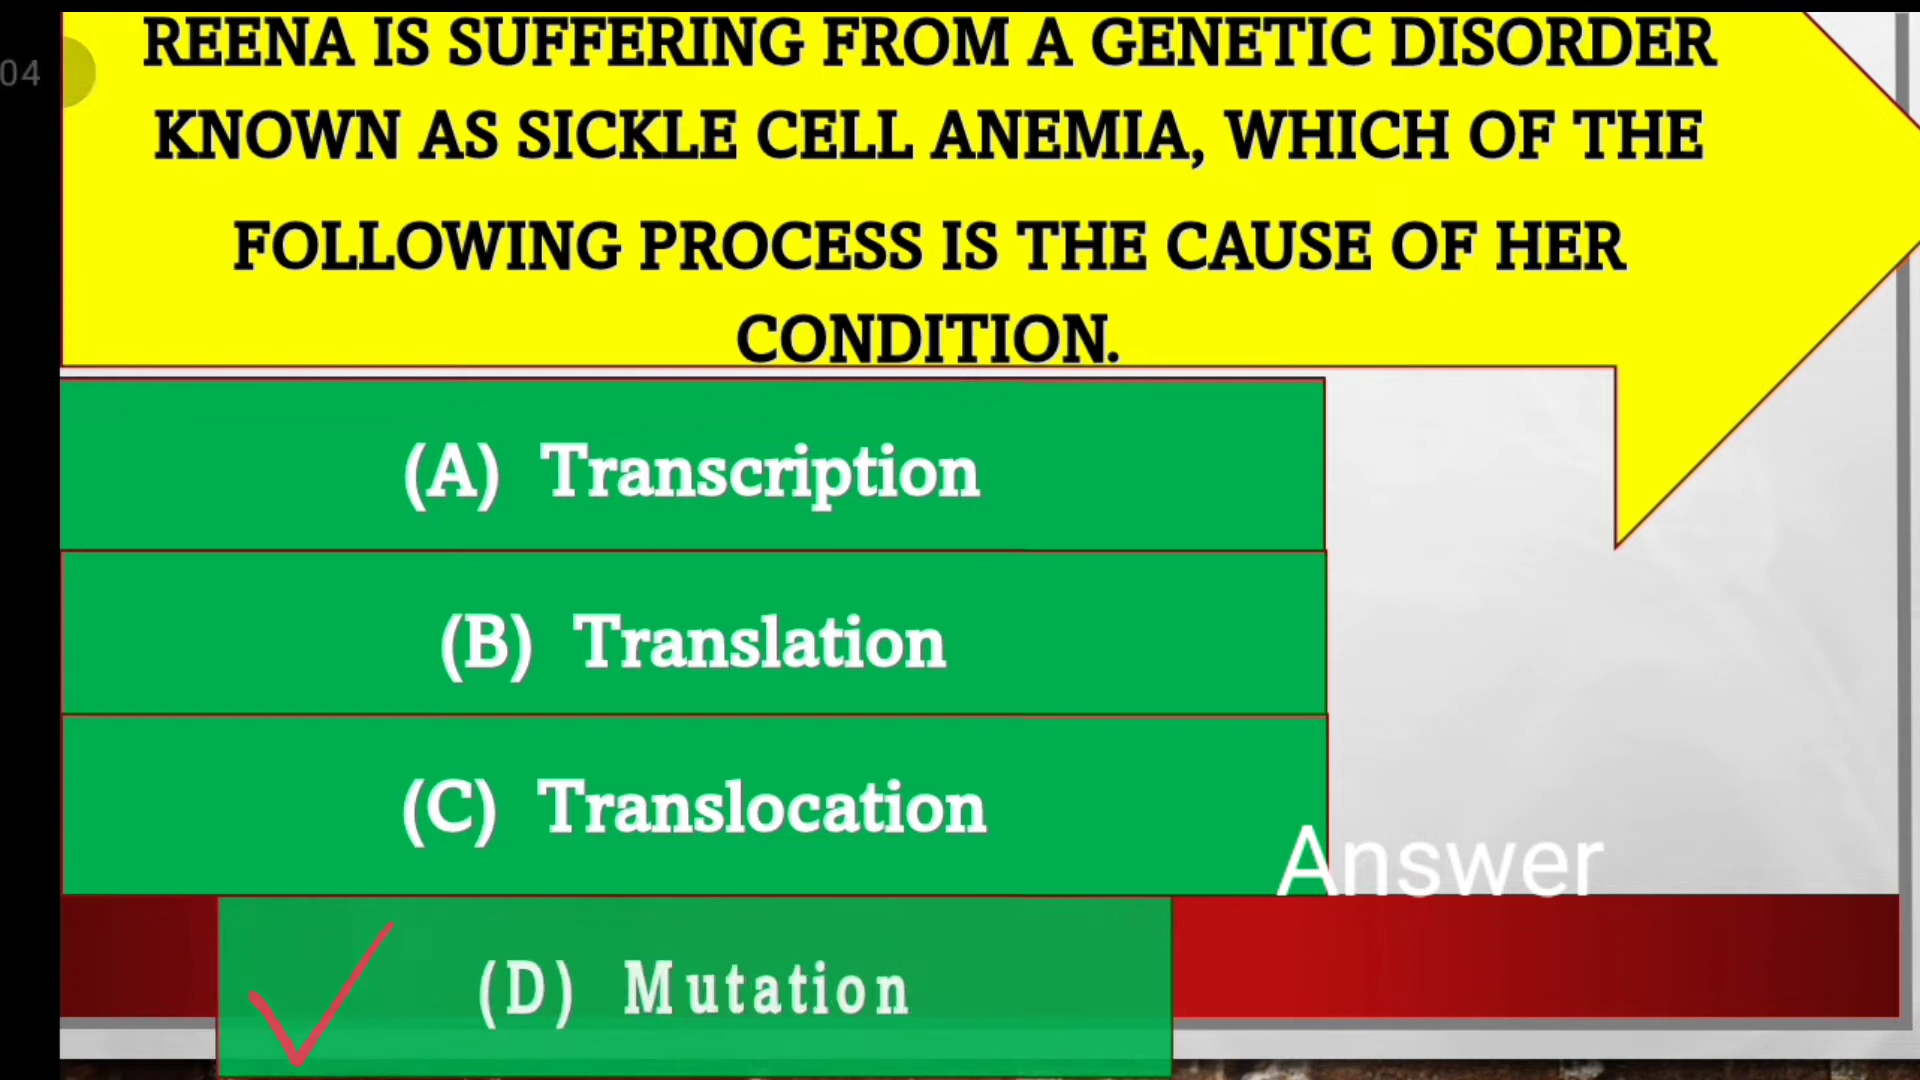 REENA IS SUFFERING FROM A GENETIC DISORDER
04
KNOWN AS SICKLE CELL ANEMIA, WHICH OF THE
FOLLOWING PROCESS IS THE CAUSE OF HER
CONDITION.
(A) Transcription
(B) Translation
(C) Translocation
Answer
(D) Mutation